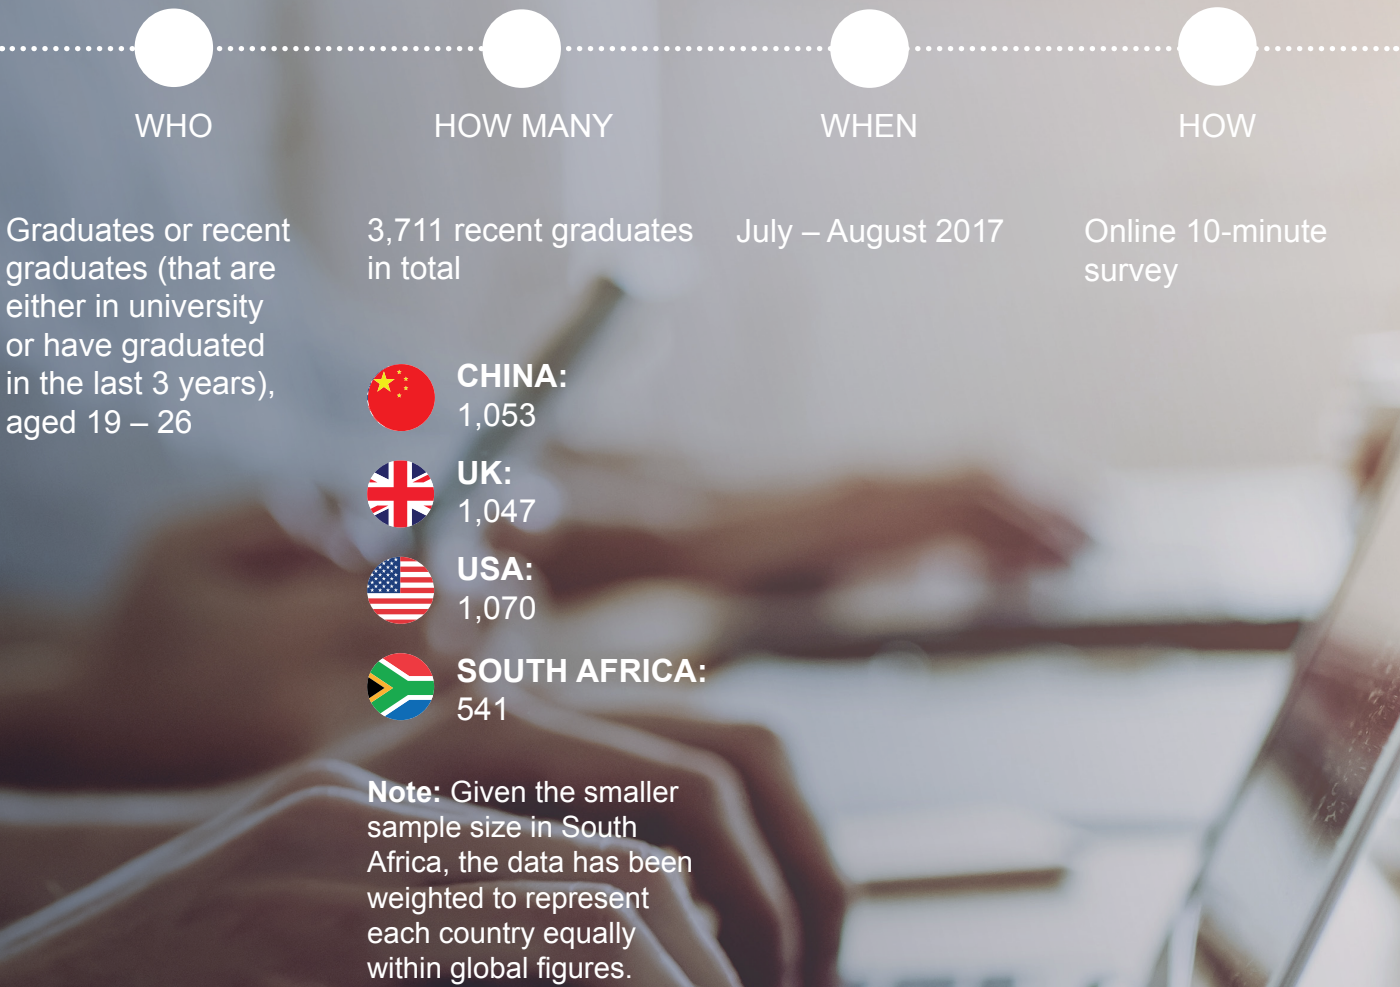 WHO
Graduates or recent
graduates (that are
either in university
or have graduated
in the last 3 years),
aged 19 – 26
HOW MANY
3,711 recent graduates
in total
CHINA:
1,053
UK:
1,047
USA:
1,070
SOUTH AFRICA:
541
Note: Given the smaller
sample size in South
Africa, the data has been
weighted to represent
each country equally
within global figures.
WHEN
July – August 2017
HOW
Online 10-minute
survey